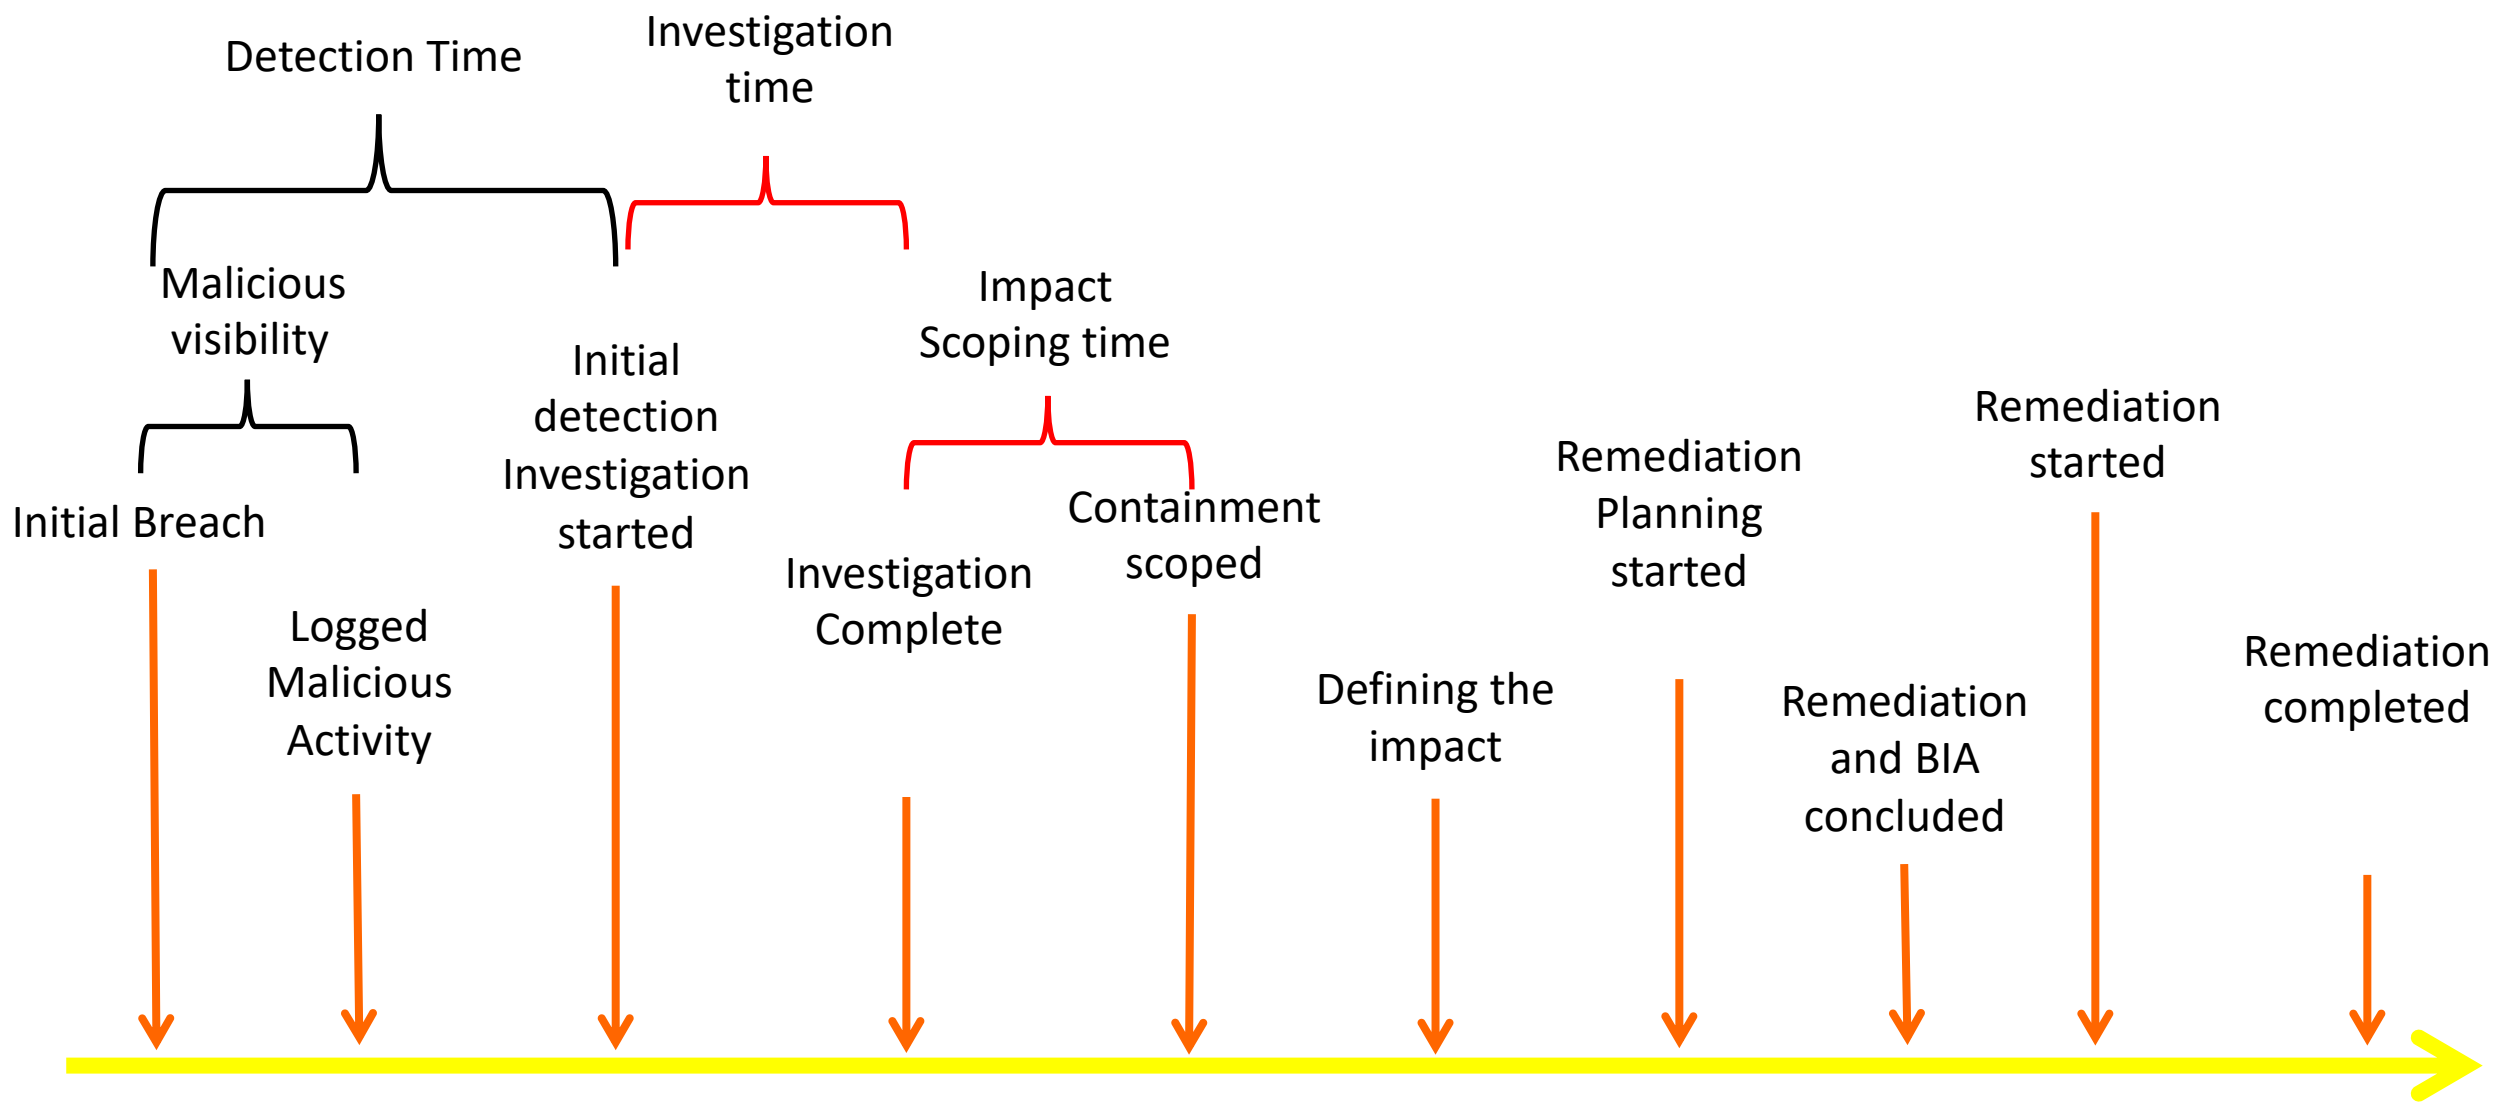 Detection Time
Investigation
time
Malicious
visibility
Impact
Scoping time
Initial Breach
Logged
Malicious
Activity
Initial
detection
Investigation
started
Investigation
Complete
Containment
scoped
Defining the
impact
Remediation
Planning
started
Remediation
and BIA
concluded
Remediation
started
Remediation
completed